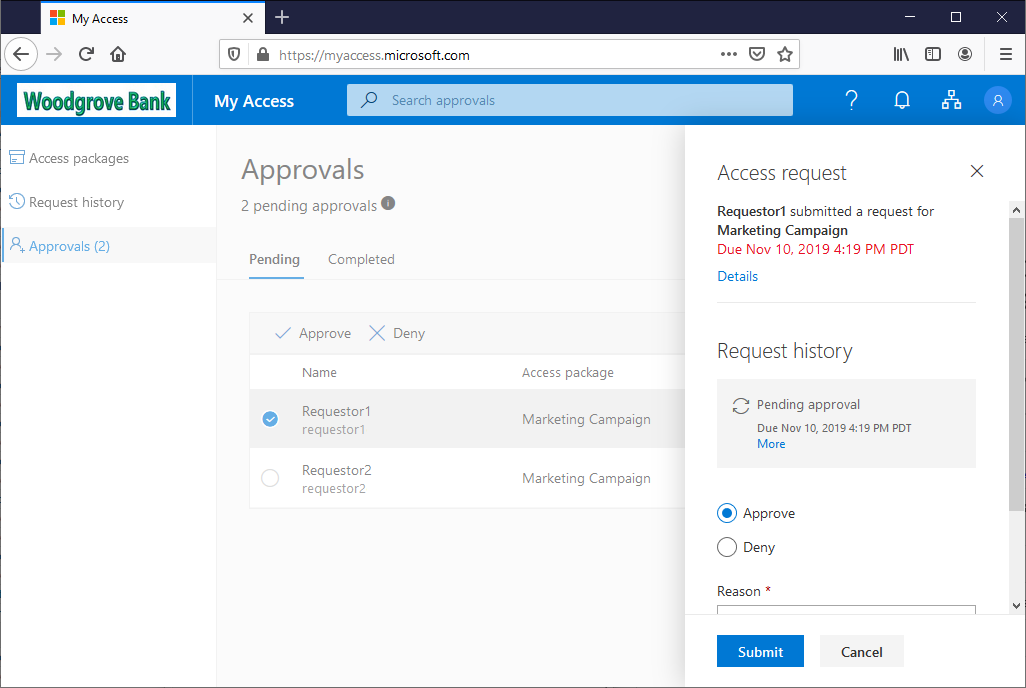 My Access
https://myaccess.microsoft.com
Woodgrove Bank
My Access
Search approvals
Access packages
Request history
Approvals (2)
Approvals
2 pending approvals
Pending
Completed
Approve
Deny
Name
Access package
Requestor1
requestor1
Marketing Campaign
Requestor2
requestor2
Marketing Campaign
Access request
Requestor1 submitted a request for
Marketing Campaign
Due Nov 10, 2019 4:19 PM PDT
Details
Request history
Pending approval
Due Nov 10, 2019 4:19 PM PDT
More
Approve
Deny
Reason *
Submit
Cancel